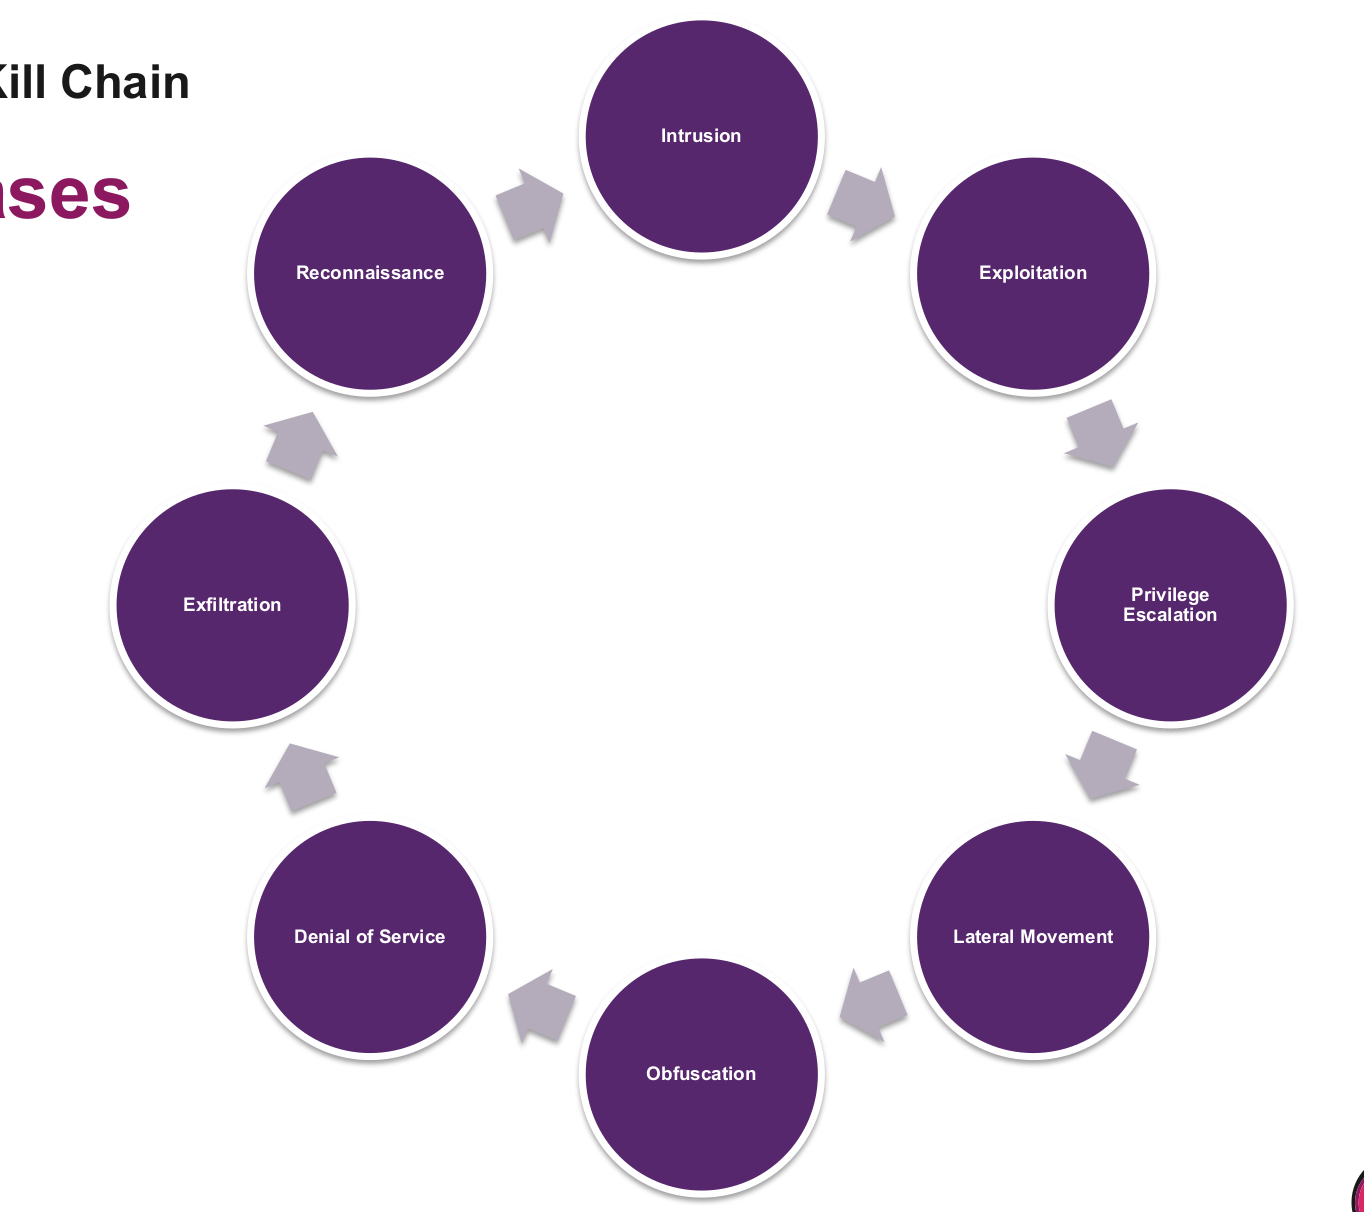 Kill Chain
ases
Intrusion
Reconnaissance
Exploitation
Exfiltration
Privilege
Escalation
Denial of Service
Lateral Movement
Obfuscation